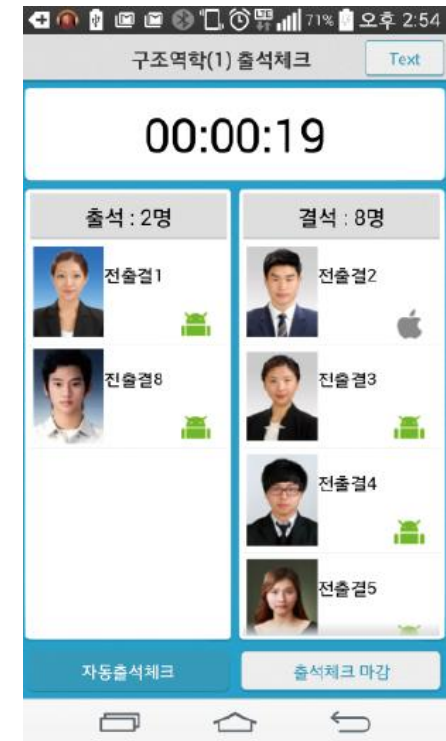 71% 오후 2:54
구조역학(1) 출석체크 Text
00:00:19
출석 : 2명
전출결1
전출결8
결석 : 8명
전출결2
전출결3
전출결4
전출결5
자동출석체크
출석체크 마감